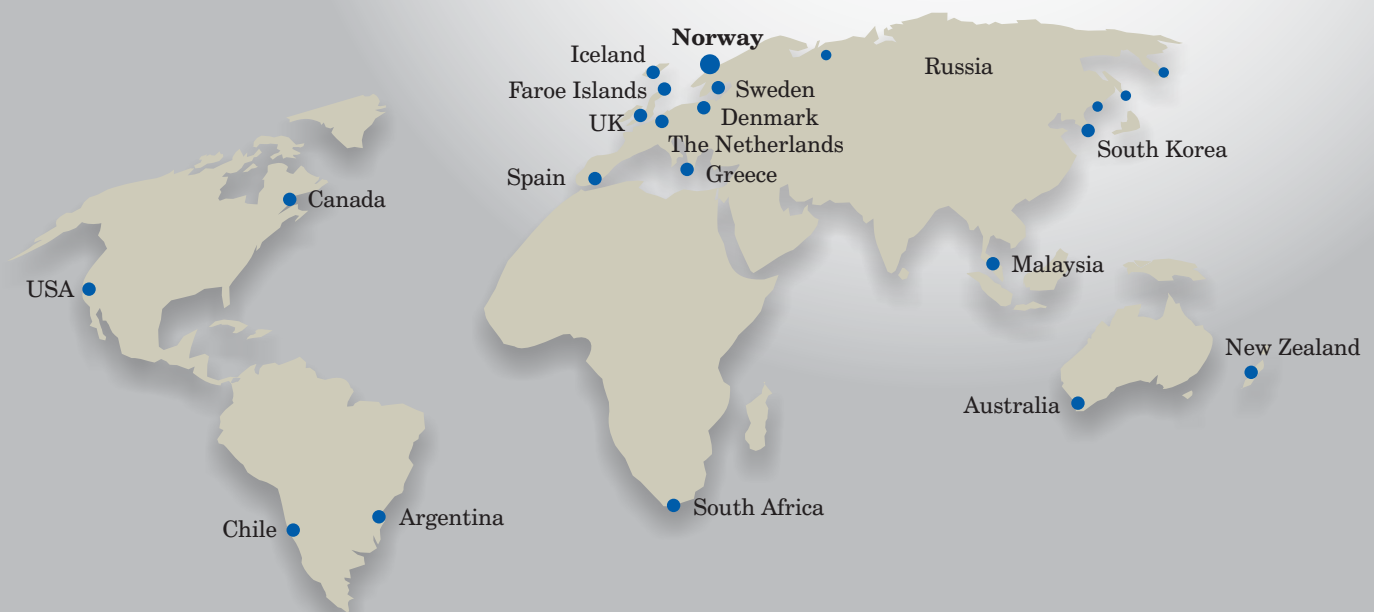 Norway
Iceland
Russia
Faroe Islands
Sweden
UK
Denmark
The Netherlands
South Korea
Spain
Greece
Canada
Malaysia
USA
New Zealand
Australia
South Africa
Argentina
Chile